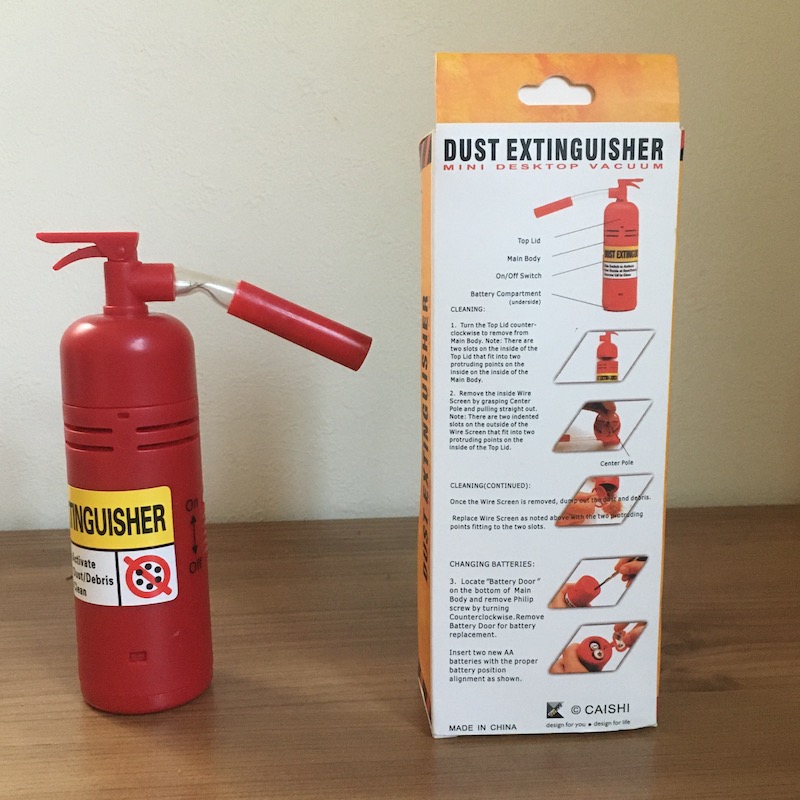 TINGUISHER
Activate
Dust/Debris
Clean
On
Off
DUST EXTINGUISHER
DUST EXTINGUISHER
MINI DESKTOP VACUUM
Top Lid
Main Body
On/Off Switch
Battery Compartment
(underside)
DUST EXTINGUISHER
CLEANING:
1. Turn the Top Lid counter-
clockwise to remove from
Main Body. Note: There are
two slots on the inside of the
Top Lid that fit into two
protruding points on the
inside on the inside of the
Main Body.
2. Remove the inside Wire
Screen by grasping Center
Pole and pulling straight out.
Note: There are two indented
slots on the outside of the
Wire Screen that fit into two
protruding points on the
inside of the Top Lid.
Center Pole
CLEANING(CONTINUED):
Once the Wire Screen is removed, dump out the dust and debris.
Replace Wire Screen as noted above with the two protruding
points fitting to the two slots.
CHANGING BATTERIES:
3. Locate "Battery Door"
on the bottom of Main
Body and remove Philip
screw by turning
Counterclockwise.Remove
Battery Door for battery
replacement.
Insert two new AA
batteries with the proper
battery position
alignment as shown.
© CAISHI
design for you ■ design for life
MADE IN CHINA